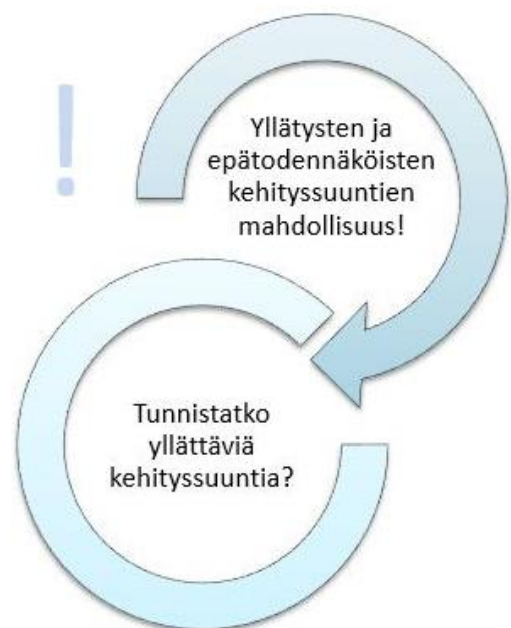 !
Yllätysten ja
epätodennäköisten
kehityssuuntien
mahdollisuus!
Tunnistatko
yllättäviä
kehityssuuntia?